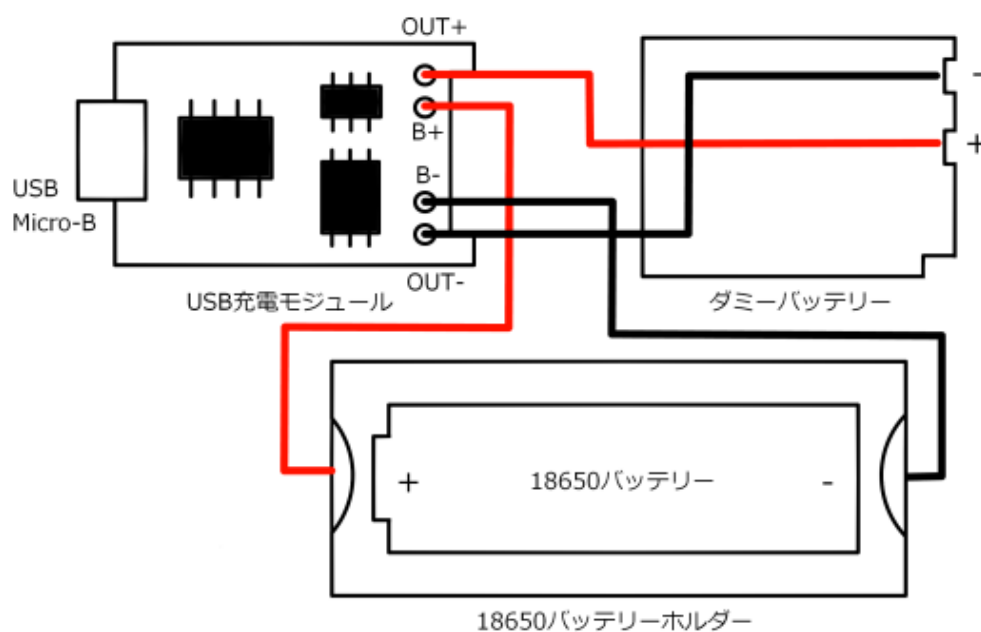 OUT+
B+
B-
OUT-
USB
Micro-B
USB充電モジュール
-
+
ダミーバッテリー
+
18650バッテリー
-
18650バッテリーホルダー